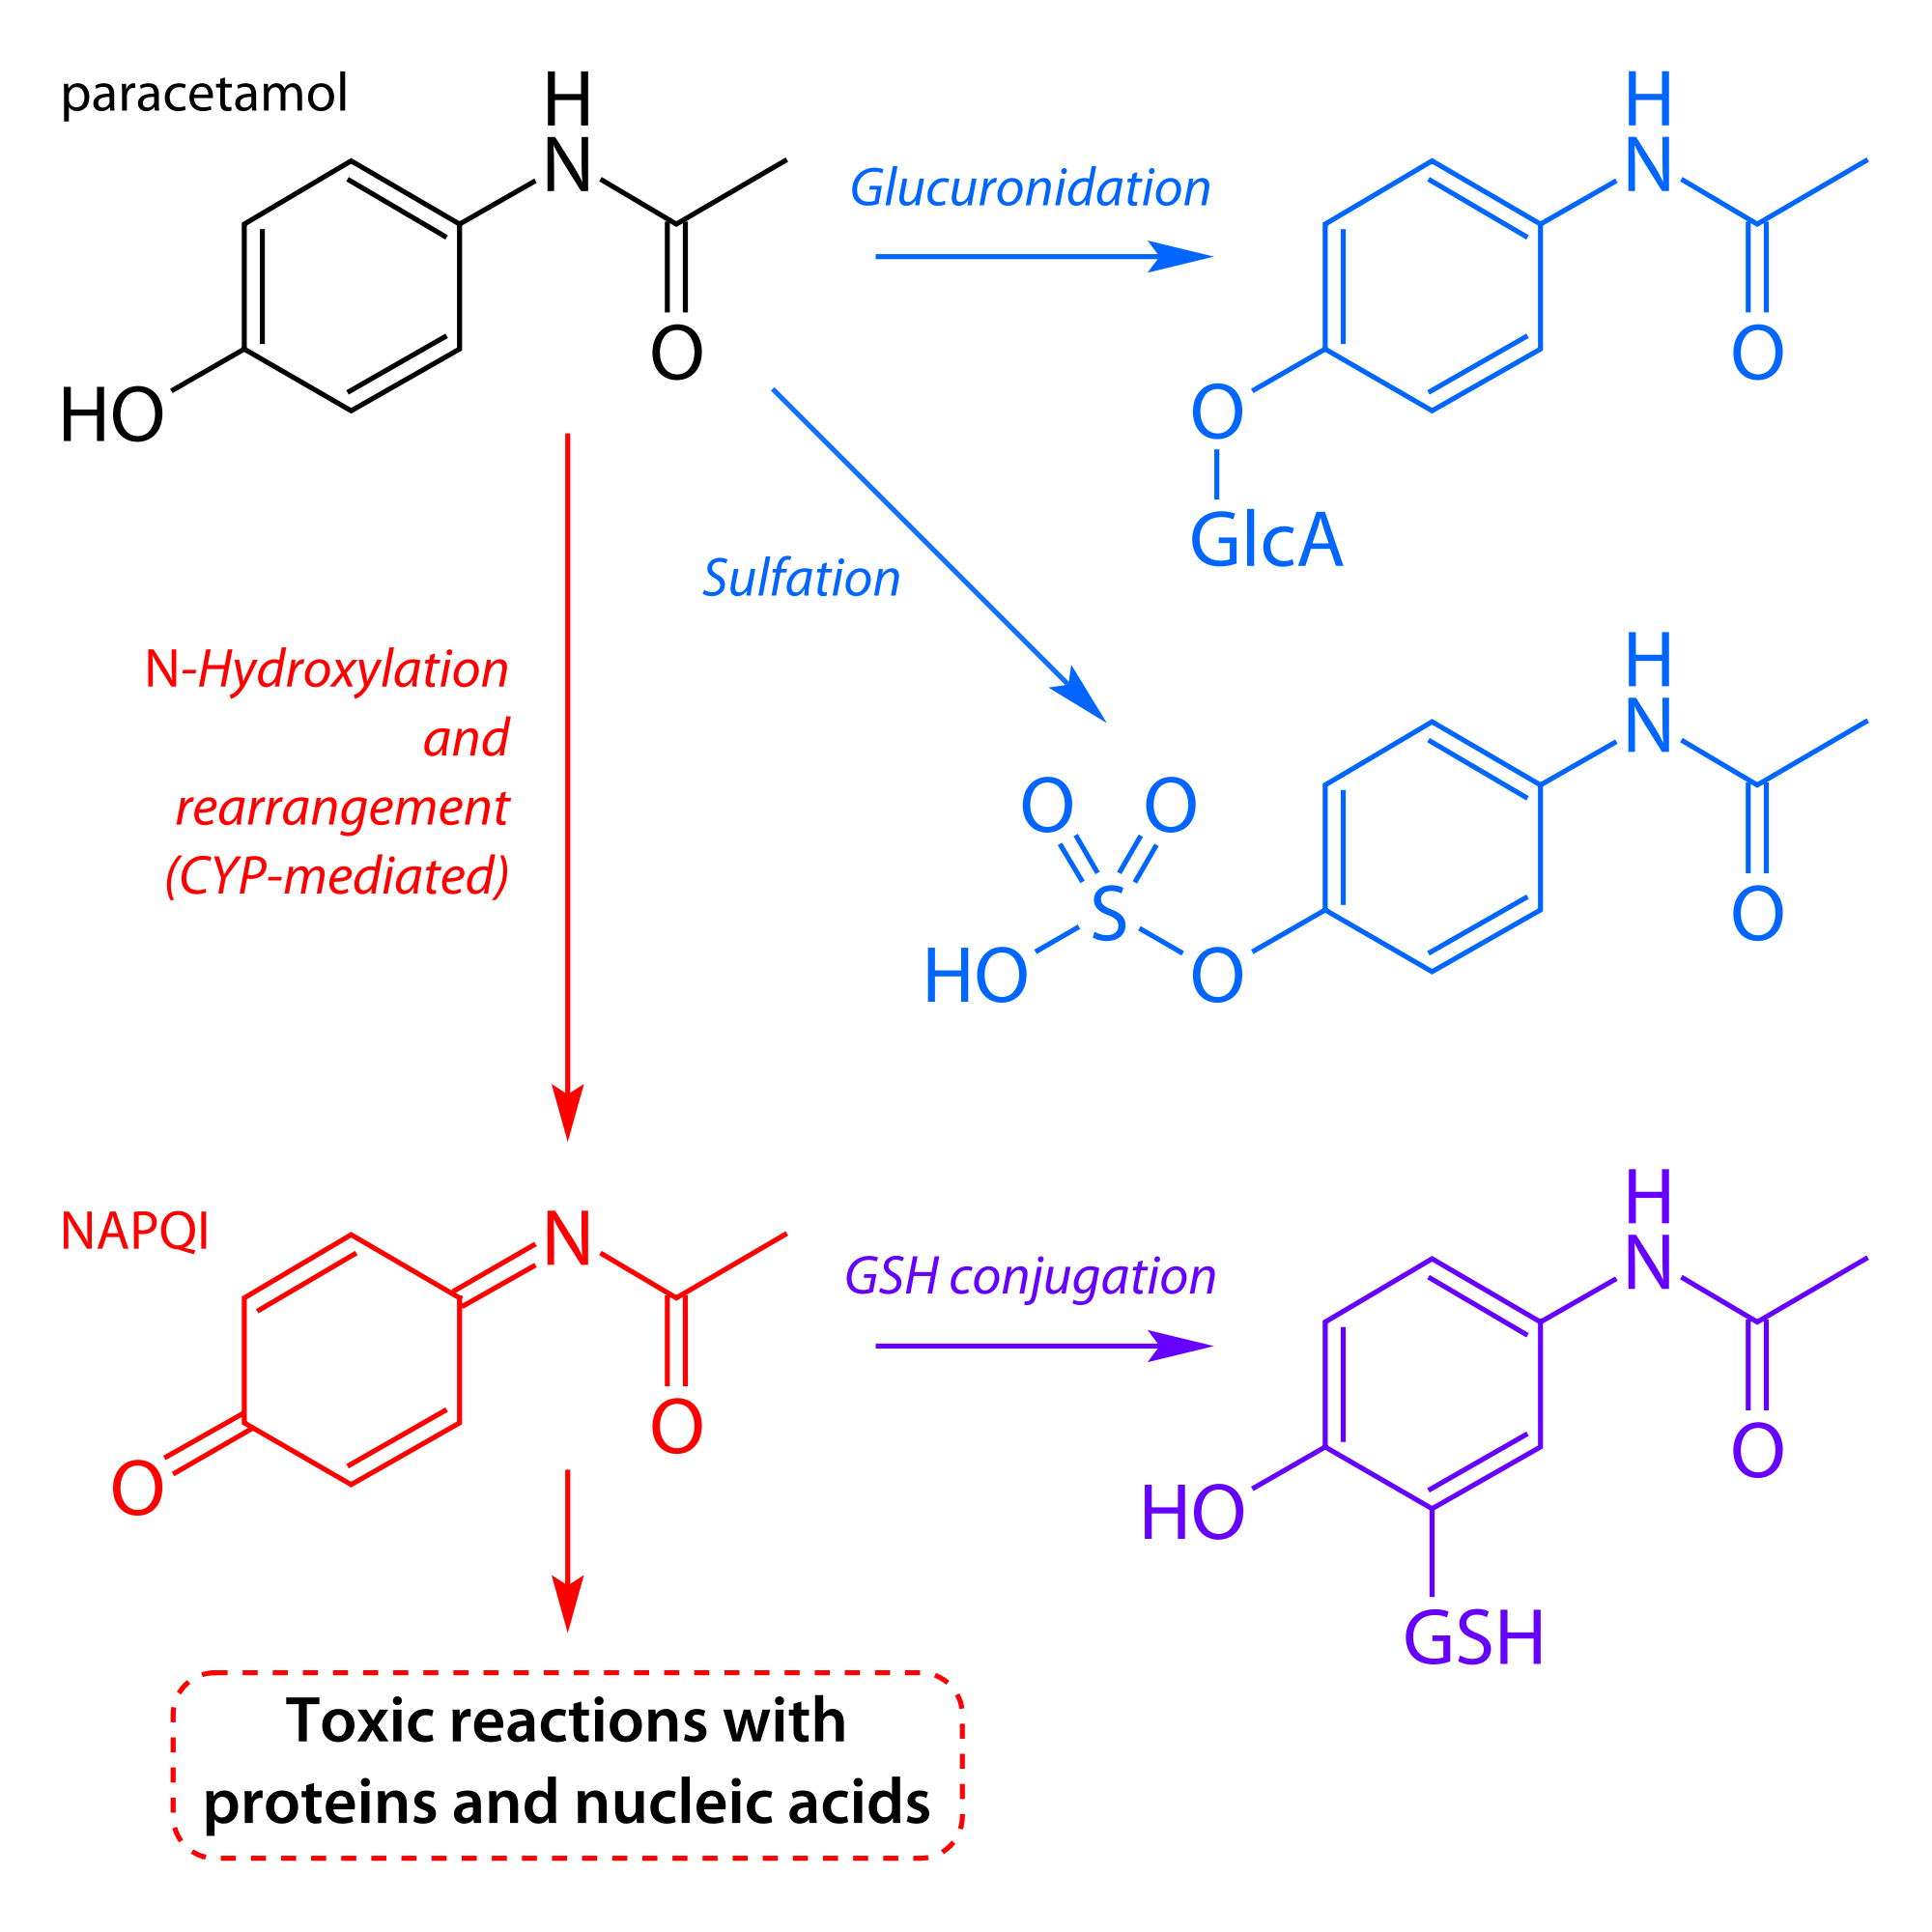 paracetamol
H
N
O
HO
Glucuronidation
H
N
O
O
GlcA
Sulfation
H
N
O
O
O
S
HO
O
N-Hydroxylation
and
rearrangement
(CYP-mediated)
NAPQI
N
O
O
GSH conjugation
H
N
O
HO
GSH
Toxic reactions with
proteins and nucleic acids